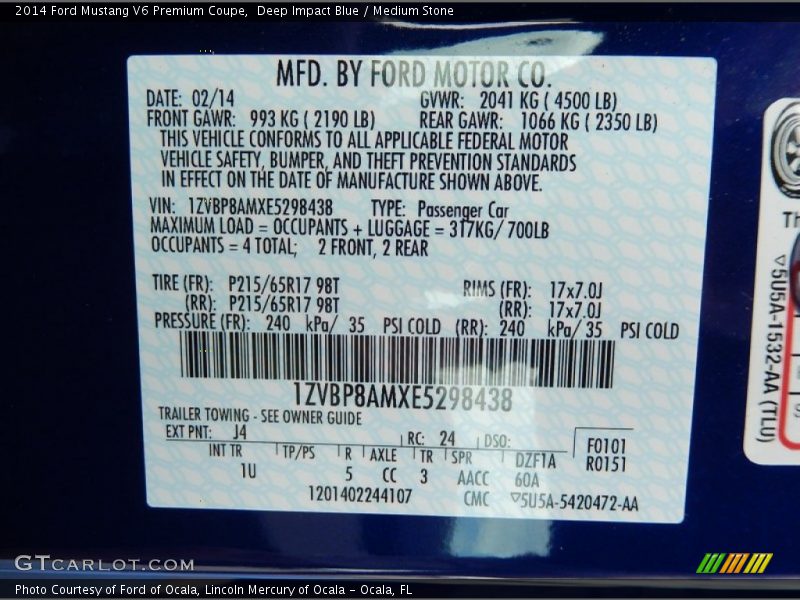 2014 Ford Mustang V6 Premium Coupe, Deep Impact Blue / Medium Stone
MFD. BY FORD MOTOR CO.
DATE: 02/14 GVWR: 2041 KG ( 4500 LB)
FRONT GAWR: 993 KG ( 2190 LB) REAR GAWR: 1066 KG ( 2350 LB)
THIS VEHICLE CONFORMS TO ALL APPLICABLE FEDERAL MOTOR
VEHICLE SAFETY, BUMPER, AND THEFT PREVENTION STANDARDS
IN EFFECT ON THE DATE OF MANUFACTURE SHOWN ABOVE.
VIN: 1ZVBP8AMXE5298438 TYPE: Passenger Car
MAXIMUM LOAD = OCCUPANTS + LUGGAGE = 317KG/ 700LB
OCCUPANTS = 4 TOTAL; 2 FRONT, 2 REAR
TIRE (FR): P215/65R17 98T RIMS (FR): 17x7.0J
(RR): P215/65R17 98T (RR): 17x7.0J
PRESSURE (FR): 240 kPa/ 35 PSI COLD (RR): 240 kPa/ 35 PSI COLD
1ZVBP8AMXE5298438
TRAILER TOWING - SEE OWNER GUIDE
EXT PNT: J4 RC: 24 DSO: F0101
INT TR TP/PS R AXLE TR SPR DZF1A R0151
1U 5 CC 3 AACC 60A
1201402244107 CMC ▽5U5A-5420472-AA
Th
▽5U5A-1532-AA (TLU)
GTCARLOT.COM
Photo Courtesy of Ford of Ocala, Lincoln Mercury of Ocala - Ocala, FL